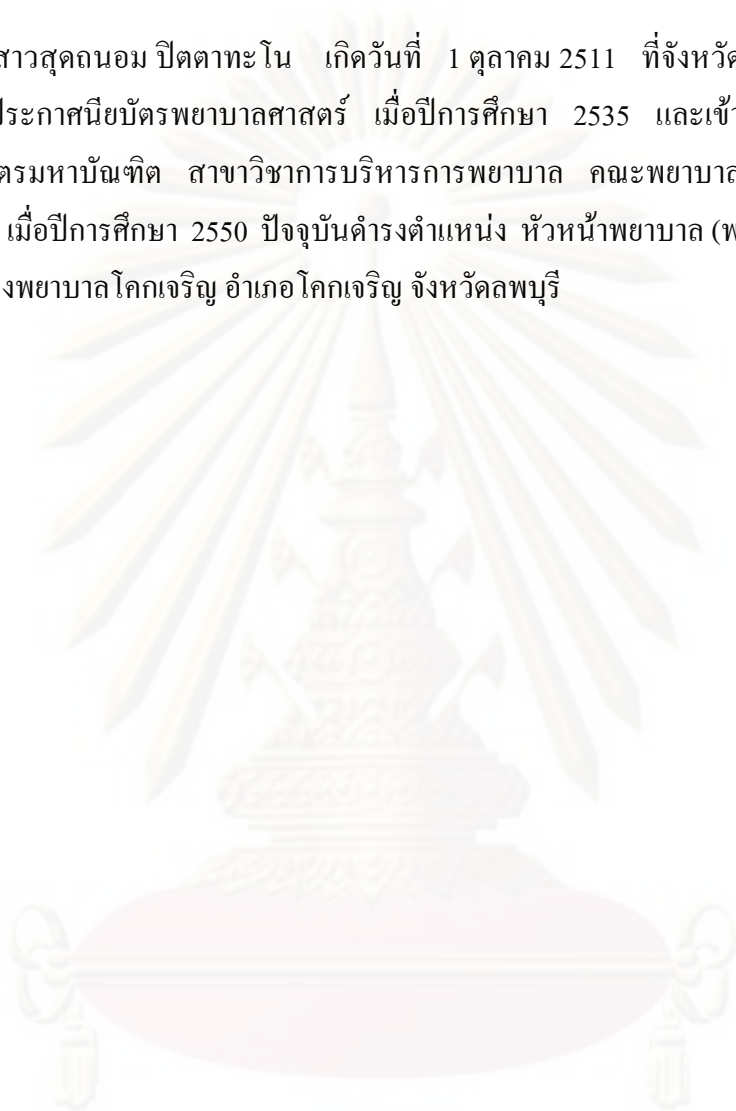 สาวสุดถนอม ปิตตาทะโน เกิดวันที่ 1 ตุลาคม 2511 ที่จังหวัด
ประกาศนียบัตรพยาบาลศาสตร์ เมื่อปีการศึกษา 2535 และเข้า
ตรมหาบัณฑิต สาขาวิชาการบริหารการพยาบาล คณะพยาบาล
เมื่อปีการศึกษา 2550 ปัจจุบันดำรงตำแหน่ง หัวหน้าพยาบาล (พ
งพยาบาลโคกเจริญ อำเภอโคกเจริญ จังหวัดลพบุรี